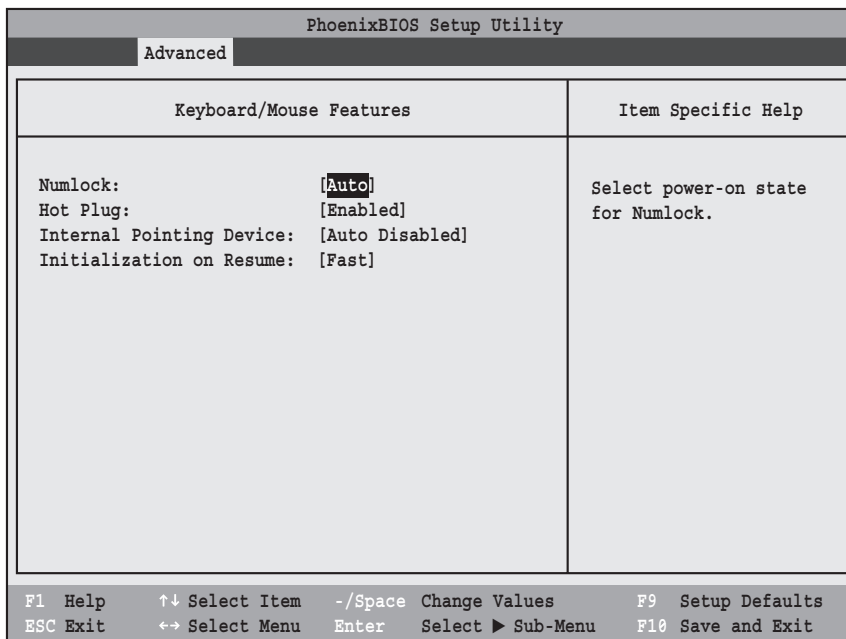 PhoenixBIOS Setup Utility
Advanced
Keyboard/Mouse Features
Item Specific Help
Numlock: [Auto]
Hot Plug: [Enabled]
Internal Pointing Device: [Auto Disabled]
Initialization on Resume: [Fast]
Select power-on state
for Numlock.
F1 Help ↑↓ Select Item -/Space Change Values F9 Setup Defaults
ESC Exit ←→ Select Menu Enter Select ▶ Sub-Menu F10 Save and Exit